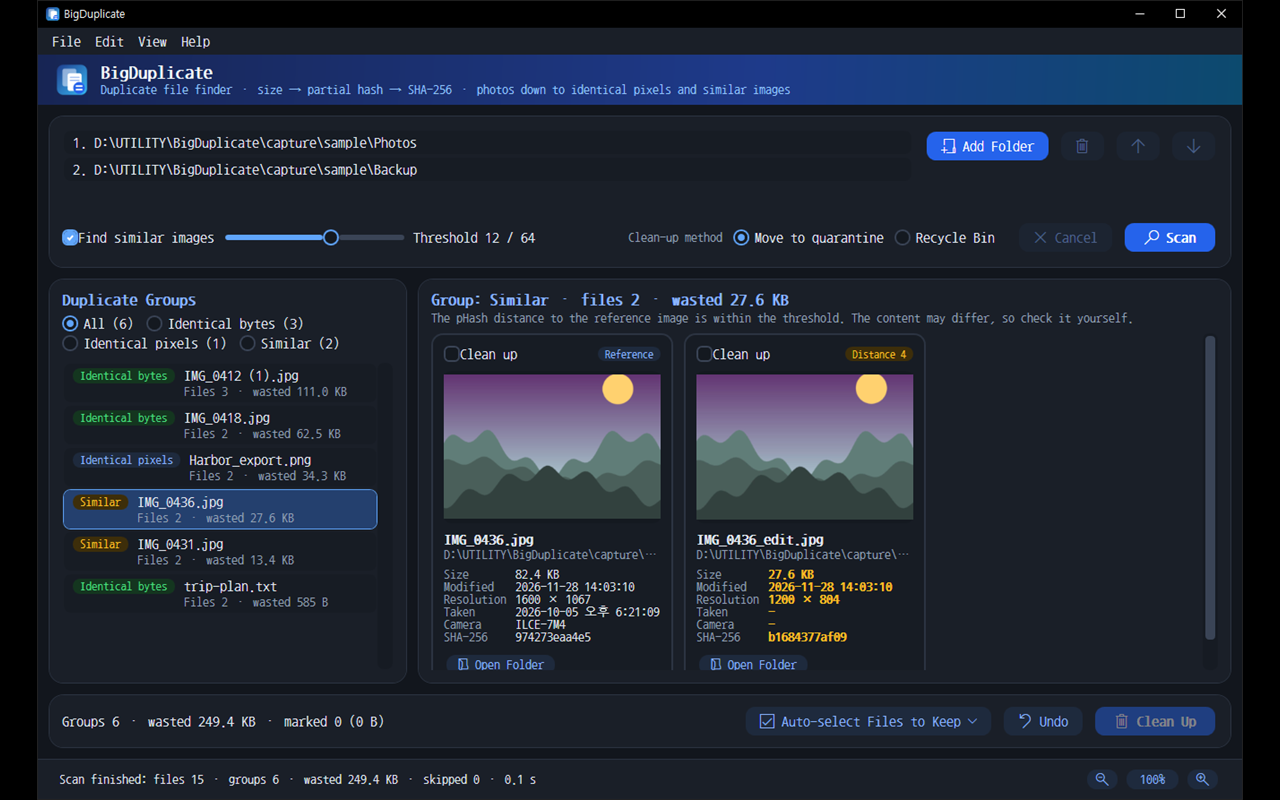 BigDuplicate
File Edit View Help
BigDuplicate
Duplicate file finder · size → partial hash → SHA-256 · photos down to identical pixels and similar images
1. D:\UTILITY\BigDuplicate\capture\sample\Photos
2. D:\UTILITY\BigDuplicate\capture\sample\Backup
Add Folder
Find similar images Threshold 12 / 64 Clean-up method Move to quarantine Recycle Bin Cancel Scan
Duplicate Groups
All (6) Identical bytes (3)
Identical pixels (1) Similar (2)
Identical bytes IMG_0412 (1).jpg
Files 3 · wasted 111.0 KB
Identical bytes IMG_0418.jpg
Files 2 · wasted 62.5 KB
Identical pixels Harbor_export.png
Files 2 · wasted 34.3 KB
Similar IMG_0436.jpg
Files 2 · wasted 27.6 KB
Similar IMG_0431.jpg
Files 2 · wasted 13.4 KB
Identical bytes trip-plan.txt
Files 2 · wasted 585 B
Group: Similar · files 2 · wasted 27.6 KB
The pHash distance to the reference image is within the threshold. The content may differ, so check it yourself.
Clean up Reference
IMG_0436.jpg
D:\UTILITY\BigDuplicate\capture\···
Size 82.4 KB
Modified 2026-11-28 14:03:10
Resolution 1600 × 1067
Taken 2026-10-05 오후 6:21:09
Camera ILCE-7M4
SHA-256 974273eaa4e5
Open Folder
Clean up Distance 4
IMG_0436_edit.jpg
D:\UTILITY\BigDuplicate\capture\···
Size 27.6 KB
Modified 2026-11-28 14:03:10
Resolution 1200 × 804
Taken —
Camera —
SHA-256 b1684377af09
Open Folder
Groups 6 · wasted 249.4 KB · marked 0 (0 B)
Auto-select Files to Keep Undo Clean Up
Scan finished: files 15 · groups 6 · wasted 249.4 KB · skipped 0 · 0.1 s
100%